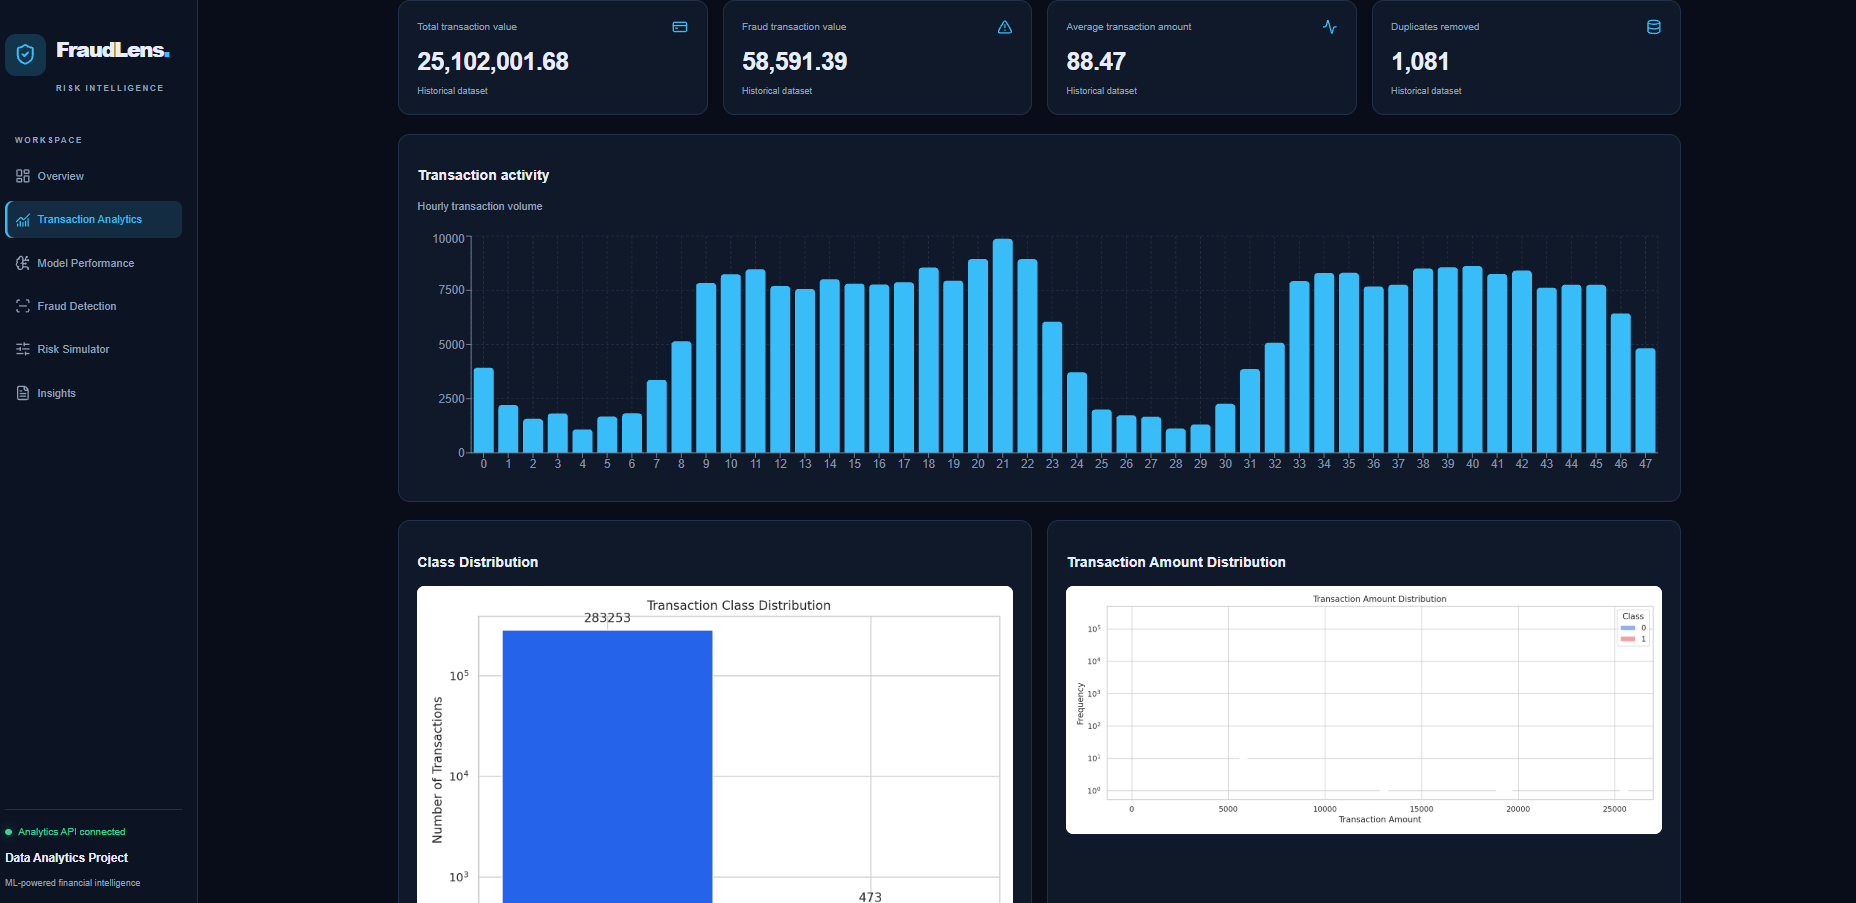 FraudLens.
RISK INTELLIGENCE
WORKSPACE
Overview
Transaction Analytics
Model Performance
Fraud Detection
Risk Simulator
Insights
Analytics API connected
Data Analytics Project
ML-powered financial intelligence
Total transaction value
25,102,001.68
Historical dataset
Fraud transaction value
58,591.39
Historical dataset
Average transaction amount
88.47
Historical dataset
Duplicates removed
1,081
Historical dataset
Transaction activity
Hourly transaction volume
10000
7500
5000
2500
0
0 1 2 3 4 5 6 7 8 9 10 11 12 13 14 15 16 17 18 19 20 21 22 23 24 25 26 27 28 29 30 31 32 33 34 35 36 37 38 39 40 41 42 43 44 45 46 47
Class Distribution
Transaction Class Distribution
283253
10⁵
10⁴
10³
Number of Transactions
473
Transaction Amount Distribution
Transaction Amount Distribution
Class
0
1
10⁵
10⁴
10³
10²
10¹
10⁰
Frequency
0 5000 10000 15000 20000 25000
Transaction Amount